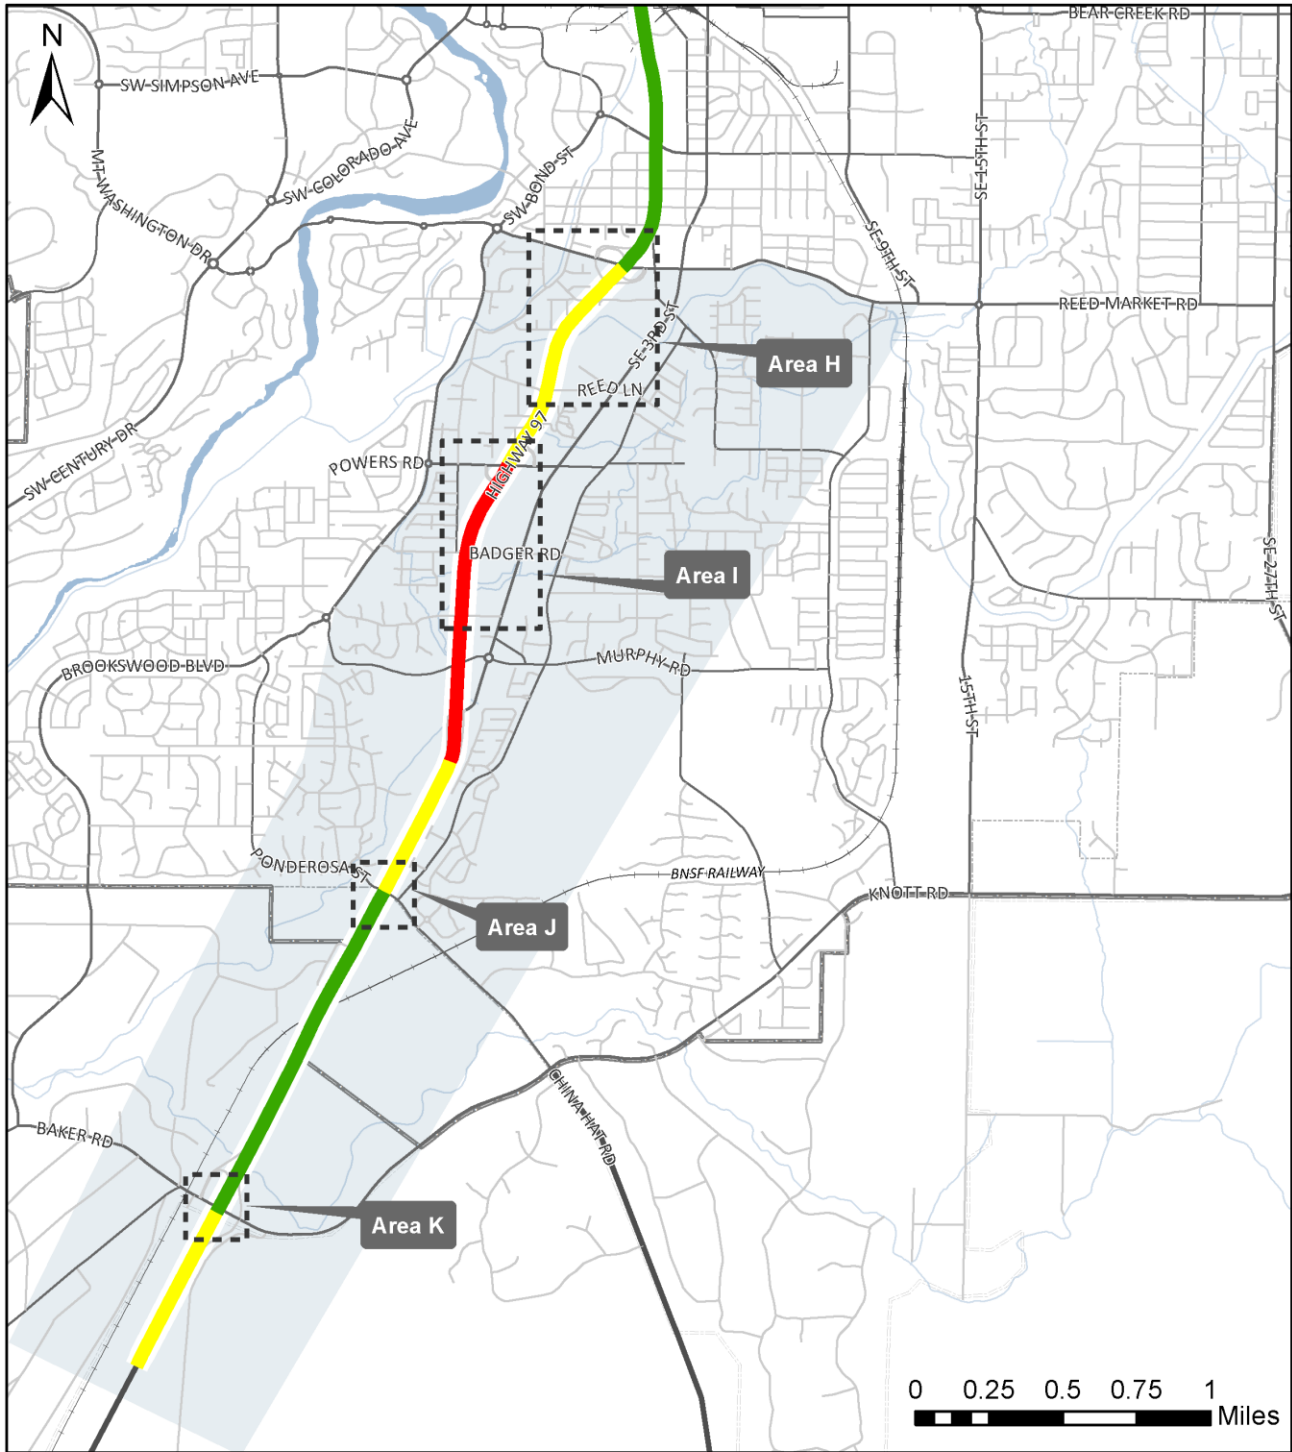 BEAR CREEK RD
N
SW SIMPSON AVE
SW COLORADO AVE
MT WASHINGTON DR
SW BOND ST
SE 15TH ST
SE 9TH ST
REED MARKET RD
SE 3RD ST
Area H
REED LN
HIGHWAY 97
POWERS RD
SW CENTURY DR
BADGER RD
Area I
SE 27TH ST
BROOKSWOOD BLVD
MURPHY RD
15TH ST
PONDEROSA ST
BNSF RAILWAY
KNOTT RD
Area J
CHINA HAT RD
BAKER RD
Area K
0 0.25 0.5 0.75 1
Miles